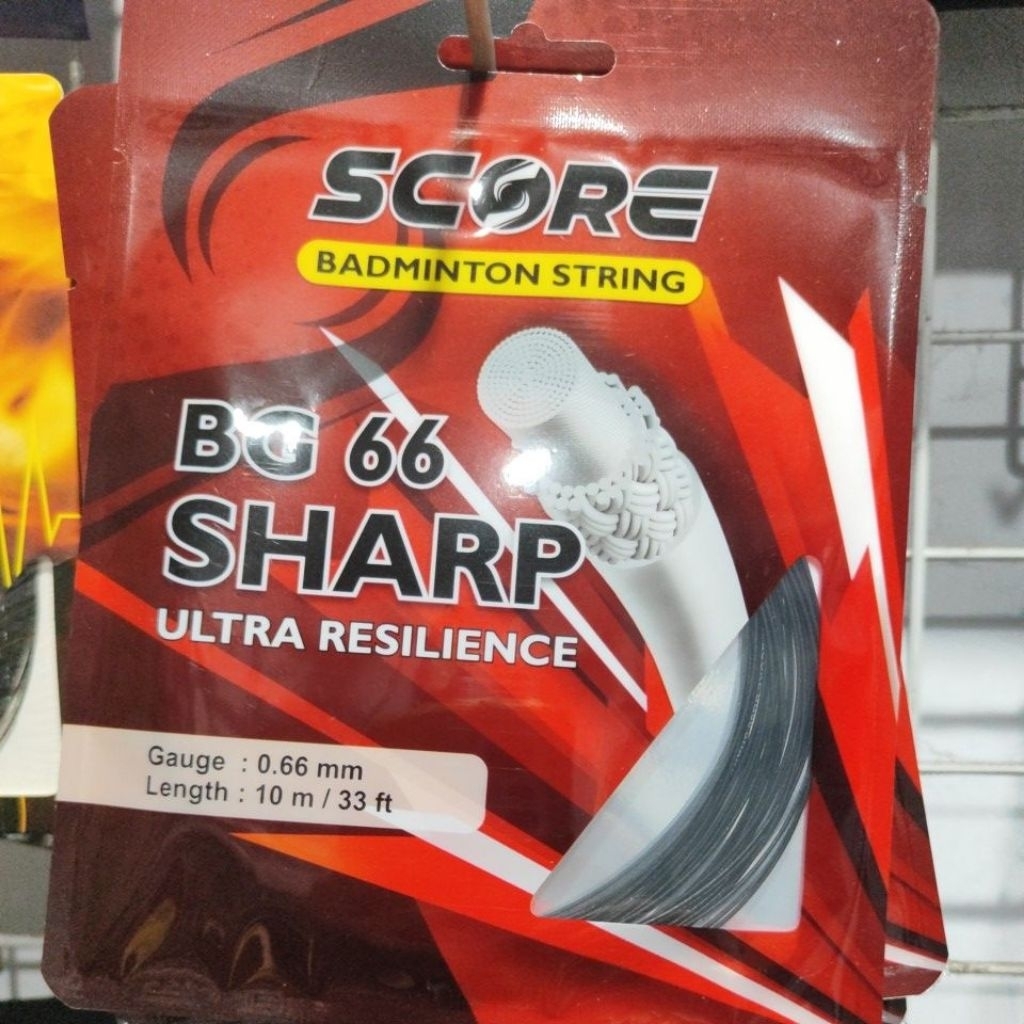 SCORE
BADMINTON STRING
BG 66
SHARP
ULTRA RESILIENCE
Gauge : 0.66 mm
Length : 10 m / 33 ft